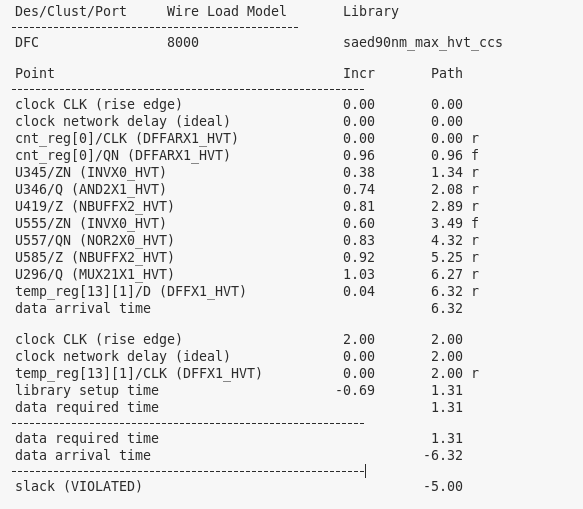 Des/Clust/Port     Wire Load Model       Library
------------------------------------------------
DFC                8000                  saed90nm_max_hvt_ccs
Point                                    Incr       Path
------------------------------------------------------------
clock CLK (rise edge)                    0.00       0.00
clock network delay (ideal)              0.00       0.00
cnt_reg[0]/CLK (DFFARX1_HVT)             0.00       0.00 r
cnt_reg[0]/QN (DFFARX1_HVT)              0.96       0.96 f
U345/ZN (INVX0_HVT)                      0.38       1.34 r
U346/Q (AND2X1_HVT)                      0.74       2.08 r
U419/Z (NBUFFX2_HVT)                     0.81       2.89 r
U555/ZN (INVX0_HVT)                      0.60       3.49 f
U557/QN (NOR2X0_HVT)                     0.83       4.32 r
U585/Z (NBUFFX2_HVT)                     0.92       5.25 r
U296/Q (MUX21X1_HVT)                     1.03       6.27 r
temp_reg[13][1]/D (DFFX1_HVT)            0.04       6.32 r
data arrival time                                   6.32
clock CLK (rise edge)                    2.00       2.00
clock network delay (ideal)              0.00       2.00
temp_reg[13][1]/CLK (DFFX1_HVT)          0.00       2.00 r
library setup time                      -0.69       1.31
data required time                                  1.31
------------------------------------------------------------
data required time                                  1.31
data arrival time                                  -6.32
------------------------------------------------------------
slack (VIOLATED)                                   -5.00